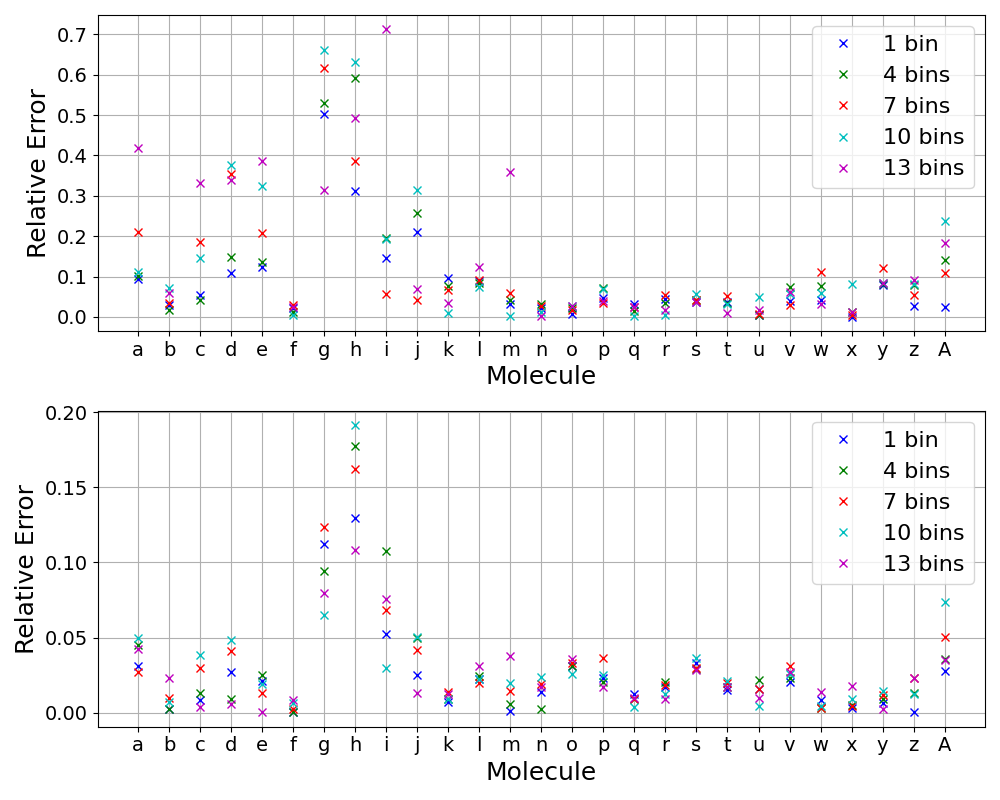 0.7
0.6
0.5
0.4
0.3
0.2
0.1
0.0
Relative Error
1 bin
4 bins
7 bins
10 bins
13 bins
a b c d e f g h i j k l m n o p q r s t u v w x y z A
Molecule
0.20
0.15
0.10
0.05
0.00
Relative Error
1 bin
4 bins
7 bins
10 bins
13 bins
a b c d e f g h i j k l m n o p q r s t u v w x y z A
Molecule